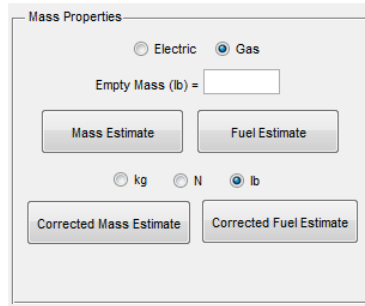 Mass Properties
Electric Gas
Empty Mass (lb) =
Mass Estimate Fuel Estimate
kg N lb
Corrected Mass Estimate Corrected Fuel Estimate